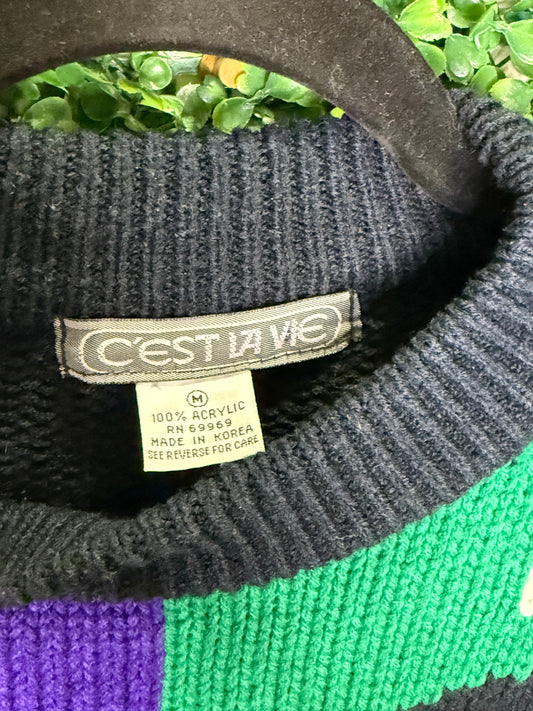 C'EST LA VIE
M
100% ACRYLIC
RN 69969
MADE IN KOREA
SEE REVERSE FOR CARE